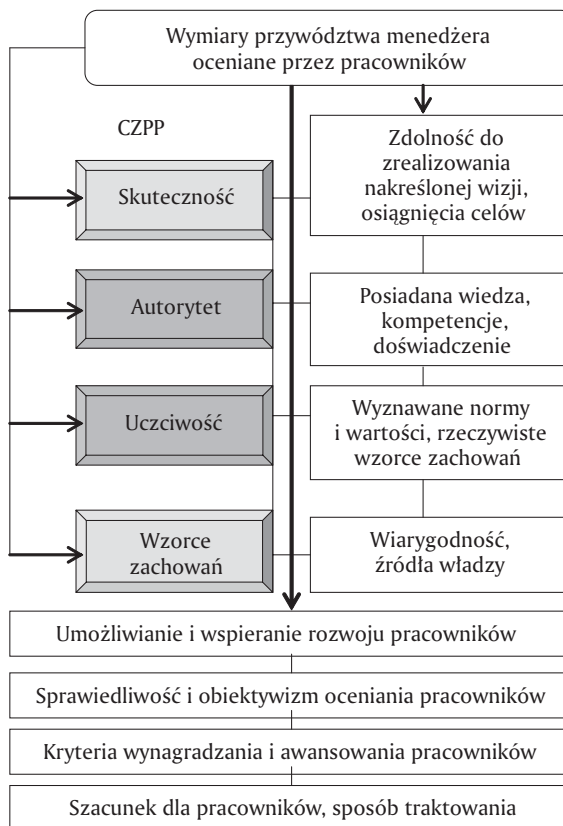 Wymiary przywództwa menedżera
oceniane przez pracowników
CZPP
Skuteczność
Zdolność do
zrealizowania
nakreślonej wizji,
osiągnięcia celów
Autorytet
Posiadana wiedza,
kompetencje,
doświadczenie
Uczciwość
Wyznawane normy
i wartości, rzeczywiste
wzorce zachowań
Wzorce
zachowań
Wiarygodność,
źródła władzy
Umożliwianie i wspieranie rozwoju pracowników
Sprawiedliwość i obiektywizm oceniania pracowników
Kryteria wynagradzania i awansowania pracowników
Szacunek dla pracowników, sposób traktowania